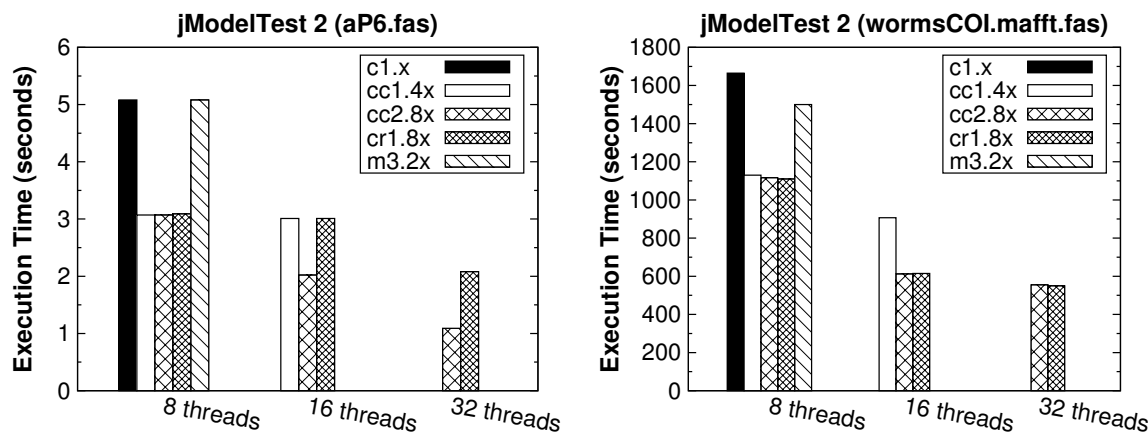 jModelTest 2 (aP6.fas)
Execution Time (seconds)
6
5
4
3
2
1
0
c1.x
cc1.4x
cc2.8x
cr1.8x
m3.2x
8 threads
16 threads
32 threads
jModelTest 2 (wormsCOI.mafft.fas)
Execution Time (seconds)
1800
1600
1400
1200
1000
800
600
400
200
0
c1.x
cc1.4x
cc2.8x
cr1.8x
m3.2x
8 threads
16 threads
32 threads